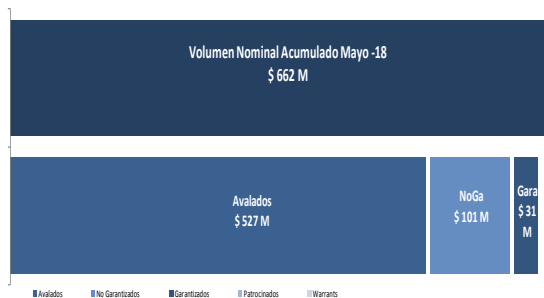 Volumen Nominal Acumulado Mayo -18
$ 662 M
Avalados
$ 527 M
NoGa
$ 101 M
Gara
$ 31
M
Avalados No Garantizados Garantizados Patrocinados Warrants